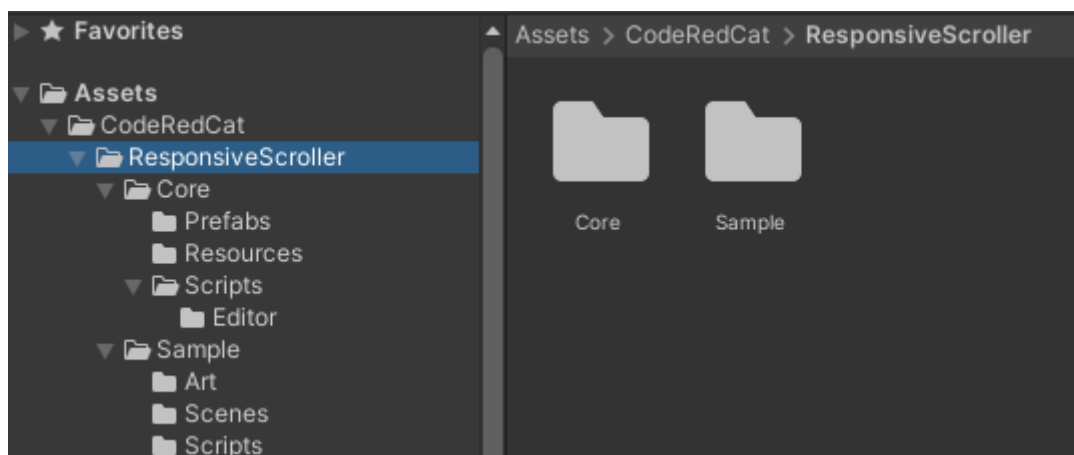 Favorites
Assets
CodeRedCat
ResponsiveScroller
Core
Prefabs
Resources
Scripts
Editor
Sample
Art
Scenes
Scripts
Assets > CodeRedCat > ResponsiveScroller
Core
Sample